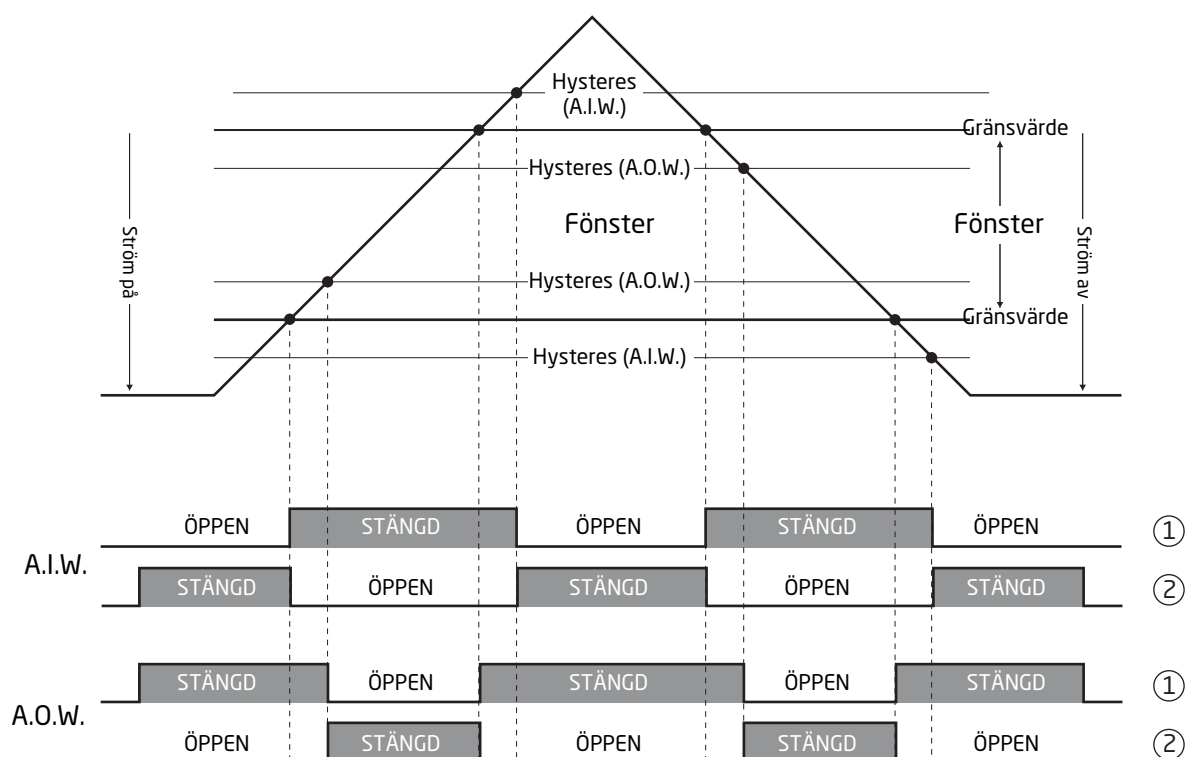 Hysteres
(A.I.W.)
Gränsvärde
Hysteres (A.O.W.)
Ström på
Fönster
Fönster
Ström av
Hysteres (A.O.W.)
Gränsvärde
Hysteres (A.I.W.)
A.I.W.
ÖPPEN STÄNGD ÖPPEN STÄNGD ÖPPEN ①
STÄNGD ÖPPEN STÄNGD ÖPPEN STÄNGD ②
A.O.W.
STÄNGD ÖPPEN STÄNGD ÖPPEN STÄNGD ①
ÖPPEN STÄNGD ÖPPEN STÄNGD ÖPPEN ②